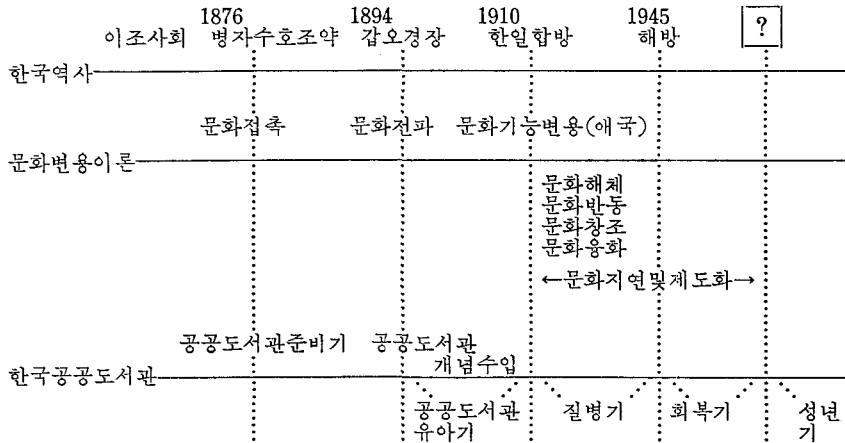 1876 1894 1910 1945
이조사회 병자수호조약 갑오경장 한일합방 해방 ?
한국역사
문화접촉 문화전파 문화기능변용(애국)
문화변용이론
문화해체
문화반동
문화창조
문화융화
←문화지연및제도화→
공공도서관준비기 공공도서관
개념수입
한국공공도서관
공공도서관 질병기 회복기 성년
유아기 기